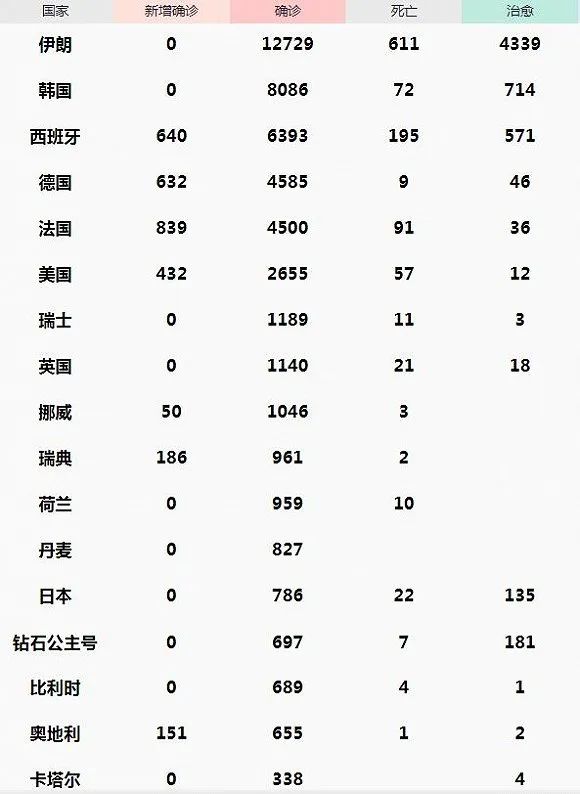 国家 新增确诊 确诊 死亡 治愈
伊朗 0 12729 611 4339
韩国 0 8086 72 714
西班牙 640 6393 195 571
德国 632 4585 9 46
法国 839 4500 91 36
美国 432 2655 57 12
瑞士 0 1189 11 3
英国 0 1140 21 18
挪威 50 1046 3
瑞典 186 961 2
荷兰 0 959 10
丹麦 0 827
日本 0 786 22 135
钻石公主号 0 697 7 181
比利时 0 689 4 1
奥地利 151 655 1 2
卡塔尔 0 338 4